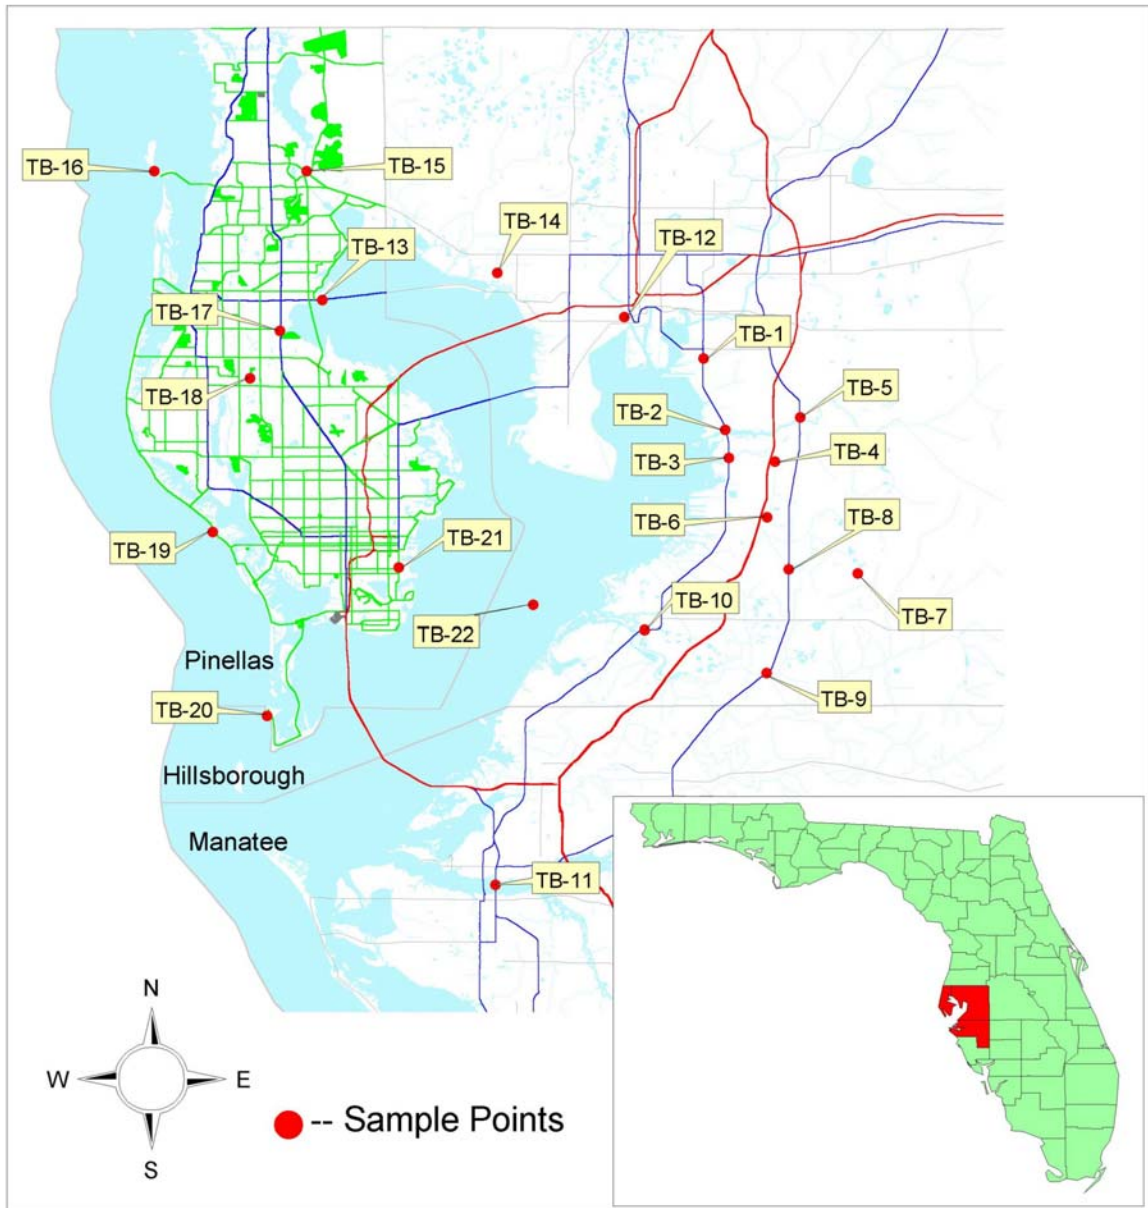 TB-16
TB-15
TB-14
TB-12
TB-13
TB-17
TB-1
TB-18
TB-2
TB-5
TB-3
TB-4
TB-6
TB-8
TB-19
TB-21
TB-10
TB-7
TB-22
Pinellas
TB-9
TB-20
Hillsborough
Manatee
TB-11
N
W
E
S
-- Sample Points